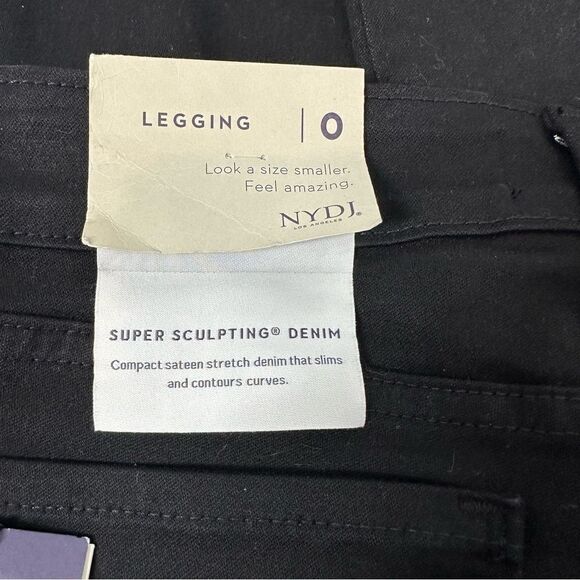 LEGGING | 0
Look a size smaller.
Feel amazing.
NYDJ®
LOS ANGELES
SUPER SCULPTING® DENIM
Compact sateen stretch denim that slims
and contours curves.